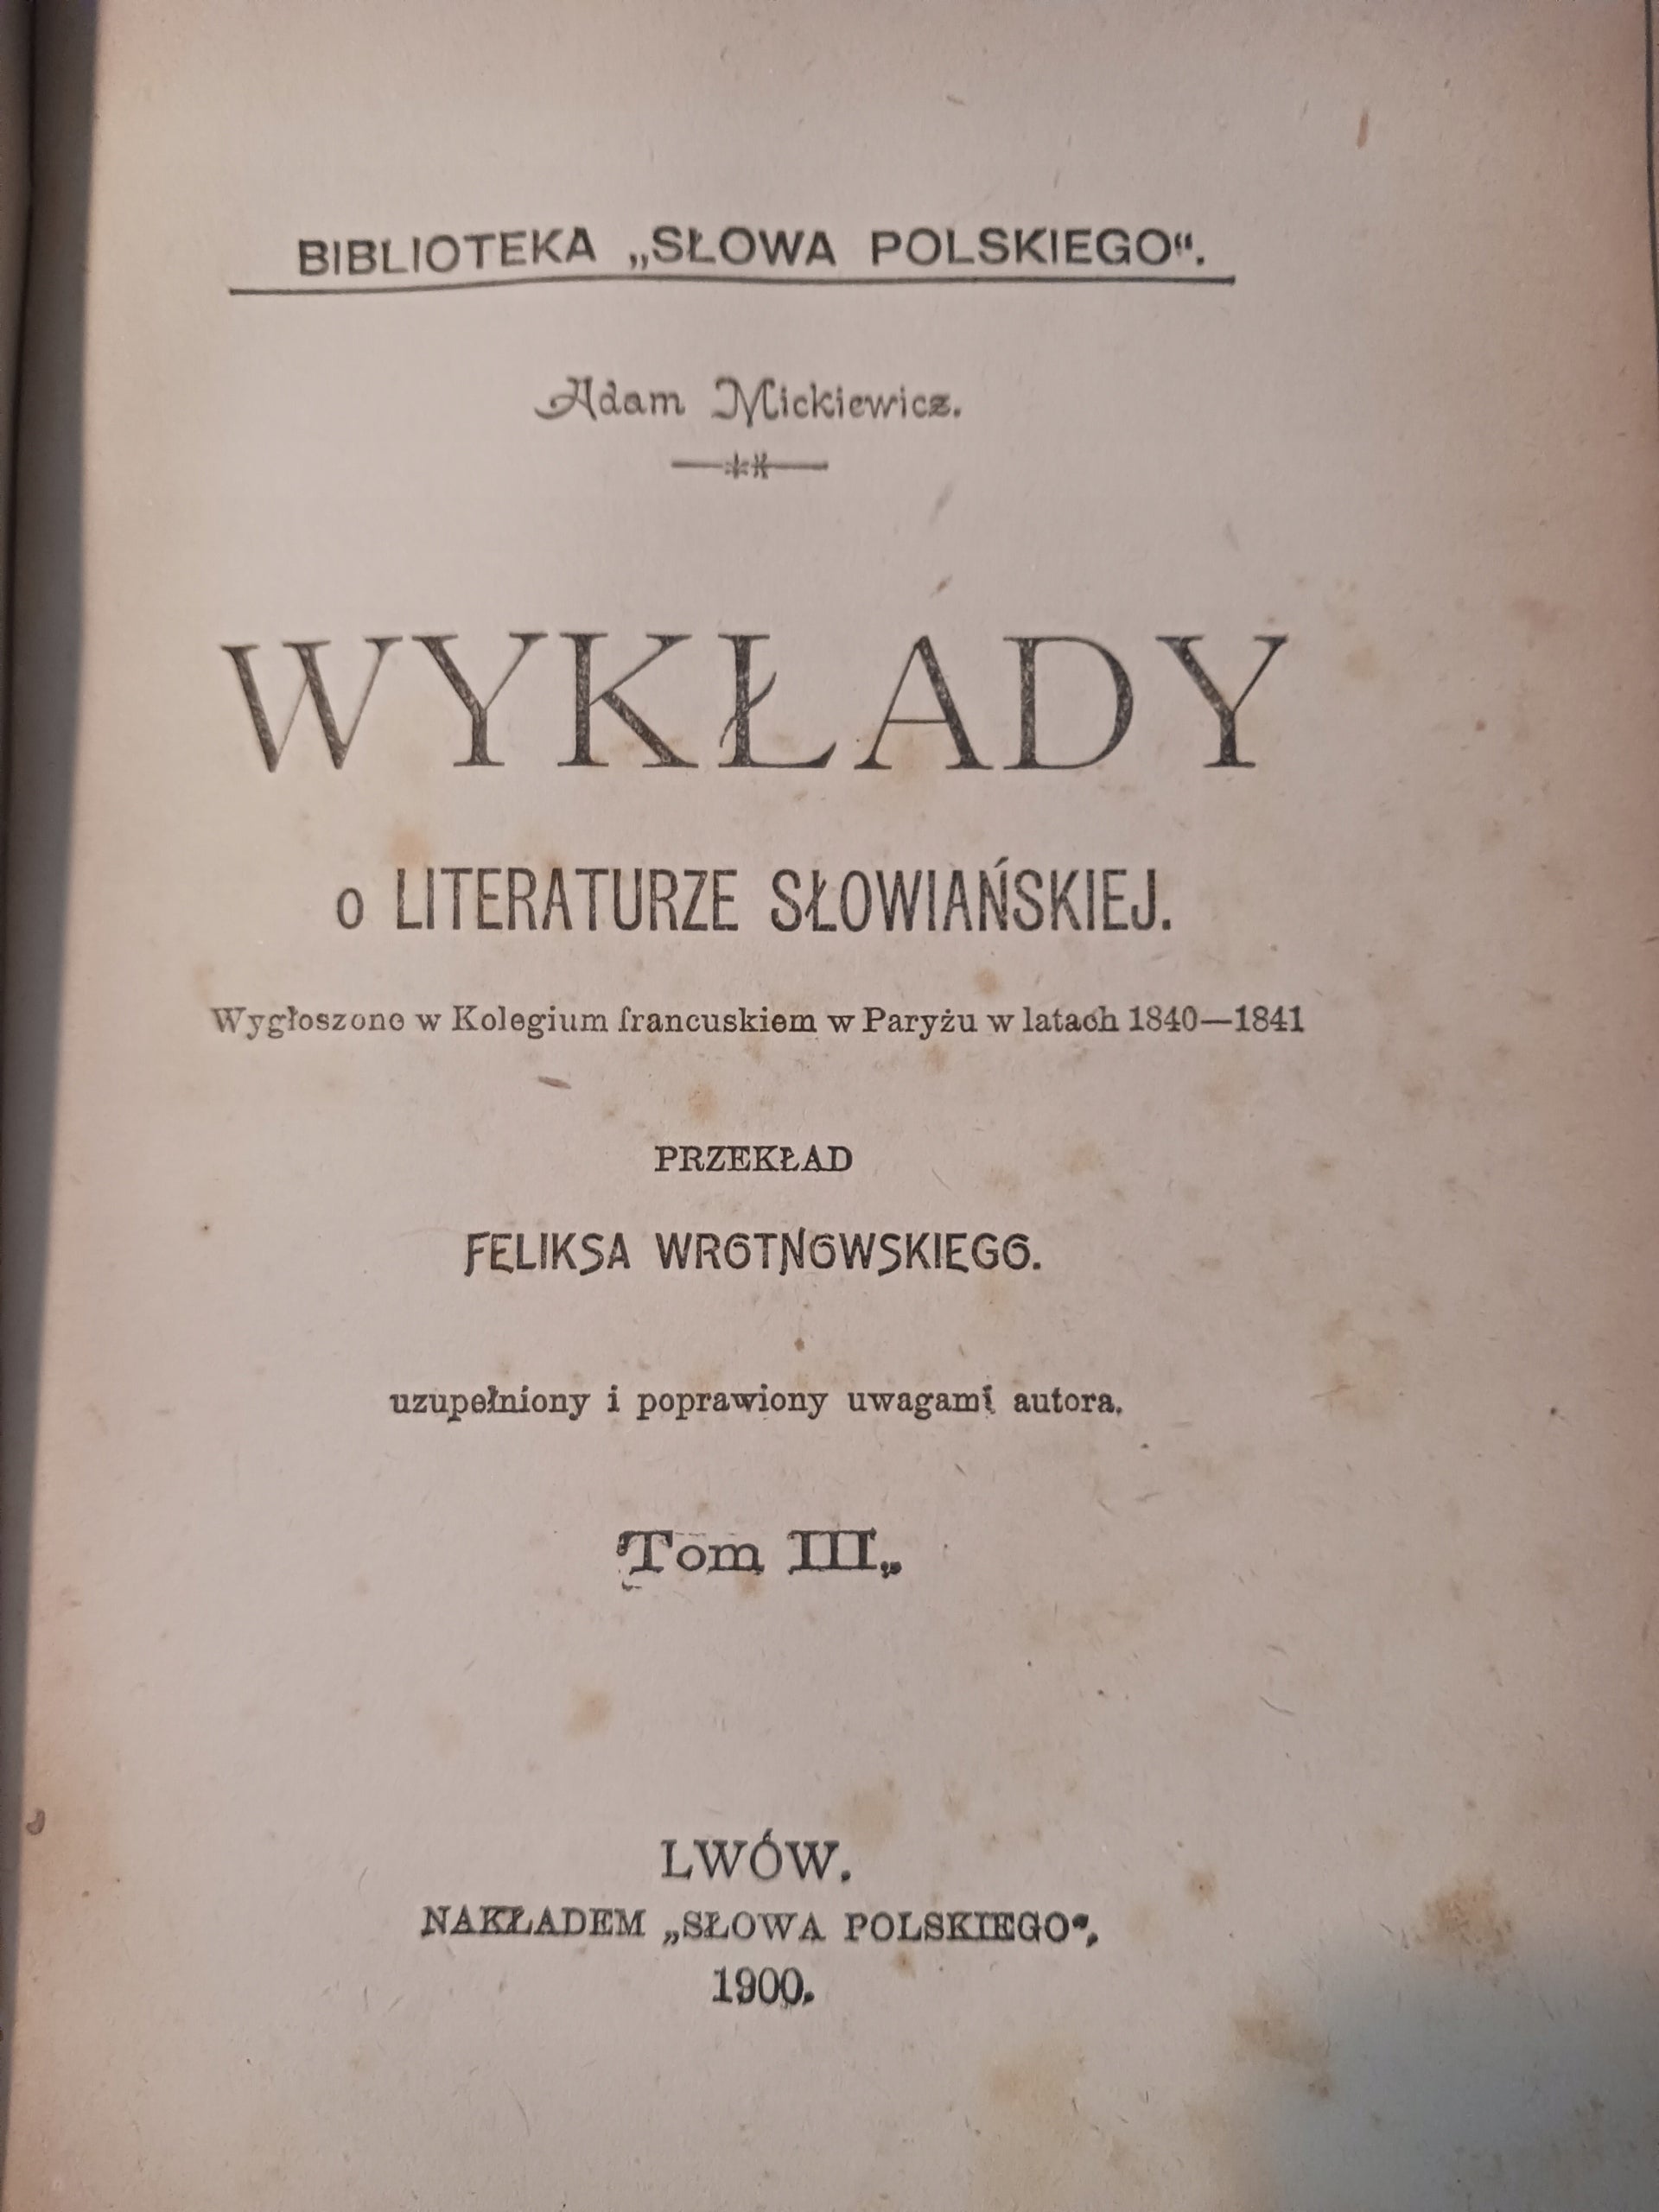 BIBLIOTEKA „SŁOWA POLSKIEGO“.
Adam Mickiewicz.
WYKŁADY
o LITERATURZE SŁOWIAŃSKIEJ.
Wygłoszone w Kolegium francuskiem w Paryżu w latach 1840—1841
PRZEKŁAD
FELIKSA WROTNOWSKIEGO.
uzupełniony i poprawiony uwagami autora.
Tom III.
LWÓW.
NAKŁADEM „SŁOWA POLSKIEGO“,
1900.